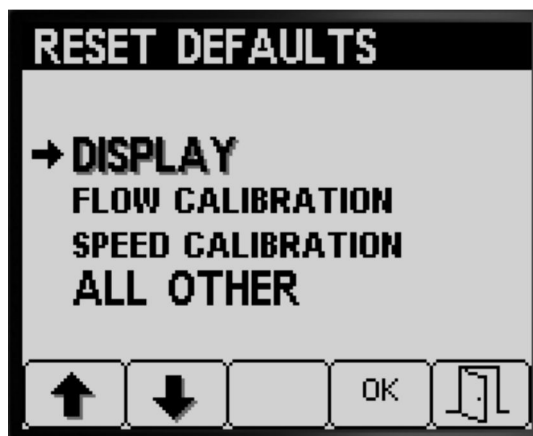 RESET DEFAULTS
DISPLAY
FLOW CALIBRATION
SPEED CALIBRATION
ALL OTHER
OK